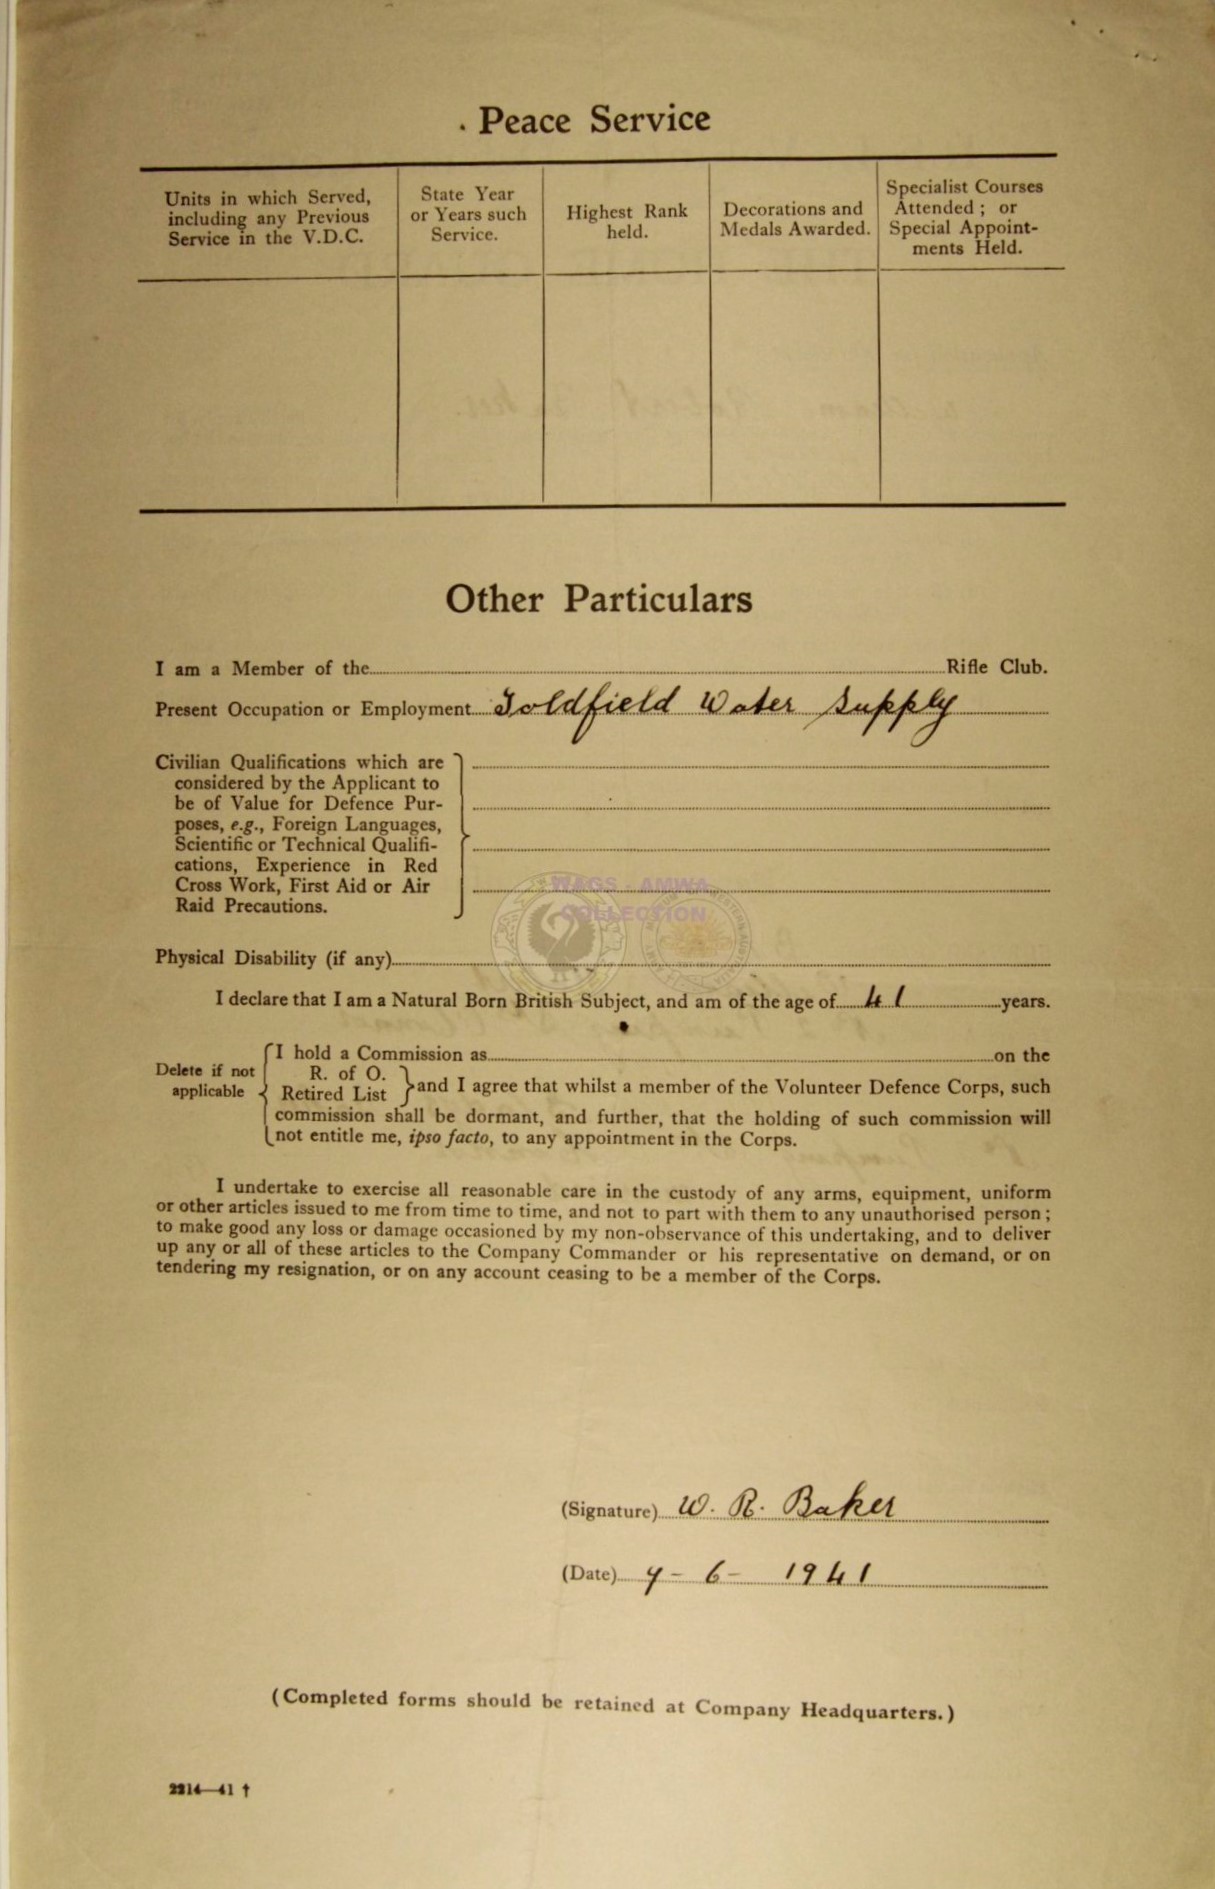 Peace Service
Units in which Served,
including any Previous
Service in the V.D.C.
State Year
or Years such
Service.
Highest Rank
held.
Decorations and
Medals Awarded.
Specialist Courses
Attended; or
Special Appoint-
ments Held.
Other Particulars
I am a Member of the Rifle Club.
Present Occupation or Employment Goldfield Water Supply
Civilian Qualifications which are
considered by the Applicant to
be of Value for Defence Pur-
poses, e.g., Foreign Languages,
Scientific or Technical Qualifi-
cations, Experience in Red
Cross Work, First Aid or Air
Raid Precautions.
WAGS - AMWA
COLLECTION
Physical Disability (if any)
I declare that I am a Natural Born British Subject, and am of the age of 41 years.
Delete if not
applicable
I hold a Commission as on the
R. of O.
Retired List
and I agree that whilst a member of the Volunteer Defence Corps, such
commission shall be dormant, and further, that the holding of such commission will
not entitle me, ipso facto, to any appointment in the Corps.
I undertake to exercise all reasonable care in the custody of any arms, equipment, uniform
or other articles issued to me from time to time, and not to part with them to any unauthorised person;
to make good any loss or damage occasioned by my non-observance of this undertaking, and to deliver
up any or all of these articles to the Company Commander or his representative on demand, or on
tendering my resignation, or on any account ceasing to be a member of the Corps.
(Signature) W. R. Baker
(Date) 7-6-1941
(Completed forms should be retained at Company Headquarters.)
2214—41 †